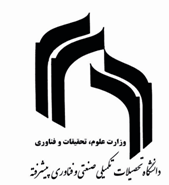 وزارت علوم، تحقیقات و فناوری
دانشگاه تحصیلات تکمیلی صنعتی و فناوری پیشرفته